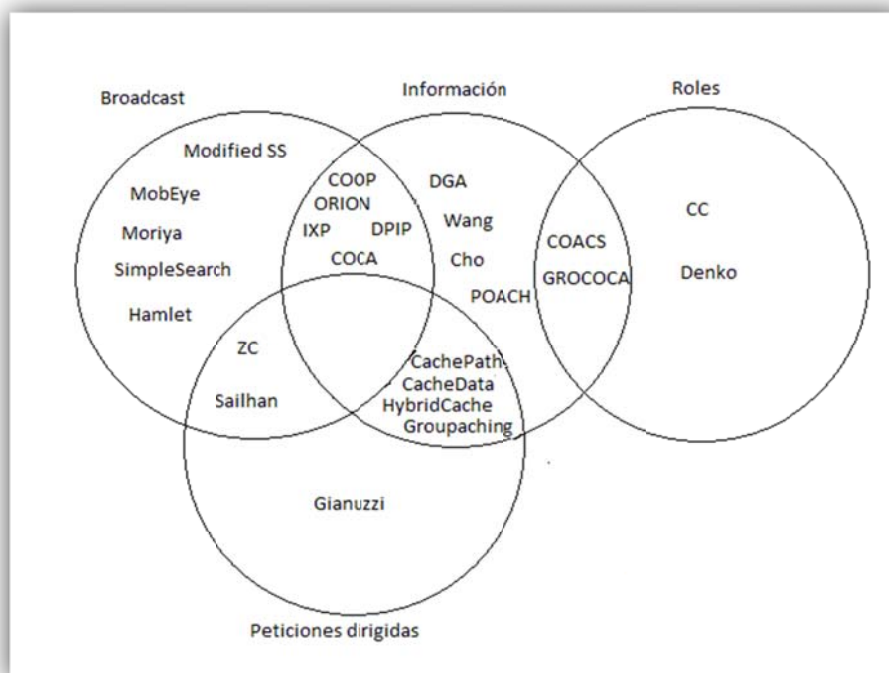 Broadcast
Información
Roles
Modified SS
MobEye
Moriya
SimpleSearch
Hamlet
COOP
ORION
IXP DPIP
COCA
DGA
Wang
Cho
POACH
COACS
GROCOCA
CC
Denko
ZC
Sailhan
CachePath
CacheData
HybridCache
Groupaching
Gianuzzi
Peticiones dirigidas